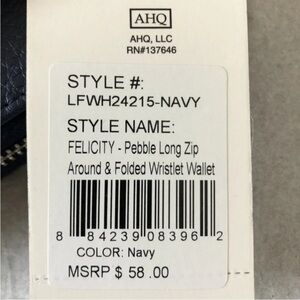 AHQ
AHQ, LLC
RN#137646
STYLE #:
LFWH24215-NAVY
STYLE NAME:
FELICITY - Pebble Long Zip
Around & Folded Wristlet Wallet
8 84239 08396 2
COLOR: Navy
MSRP $ 58 .00